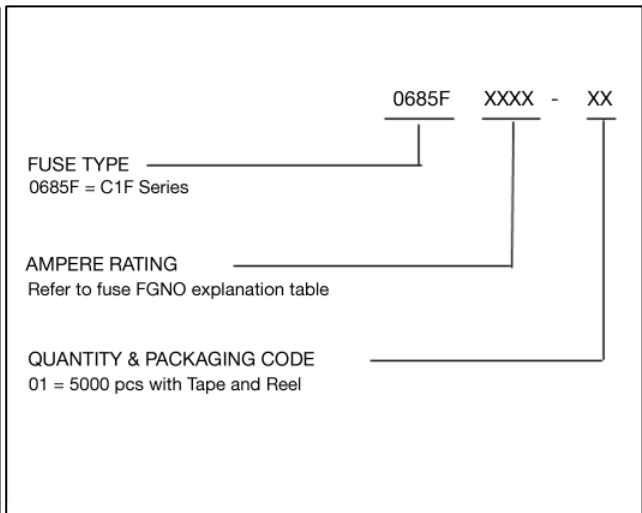 0685F XXXX - XX
FUSE TYPE
0685F = C1F Series
AMPERE RATING
Refer to fuse FGNO explanation table
QUANTITY & PACKAGING CODE
01 = 5000 pcs with Tape and Reel